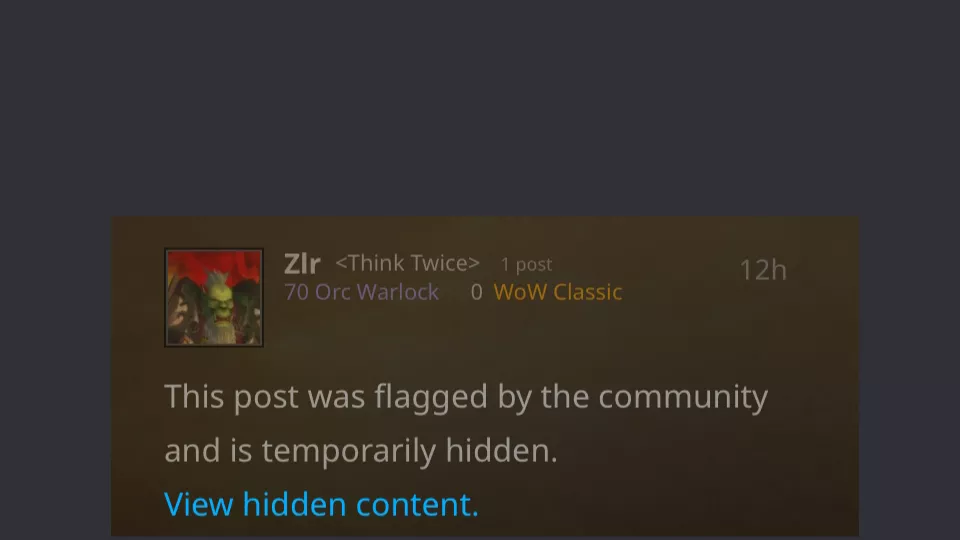 Zlr <Think Twice> 1 post 12h
70 Orc Warlock 0 WoW Classic
This post was flagged by the community
and is temporarily hidden.
View hidden content.